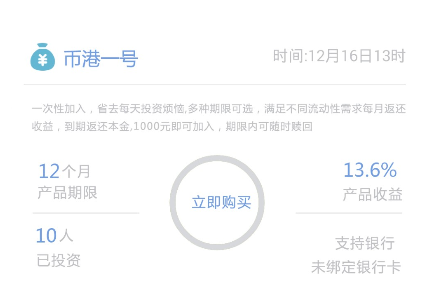 ¥ 币港一号
时间:12月16日13时
一次性加入，省去每天投资烦恼,多种期限可选，满足不同流动性需求每月返还
收益，到期返还本金.1000元即可加入，期限内可随时赎回
12个月
产品期限
立即购买
13.6%
产品收益
10人
已投资
支持银行
未绑定银行卡